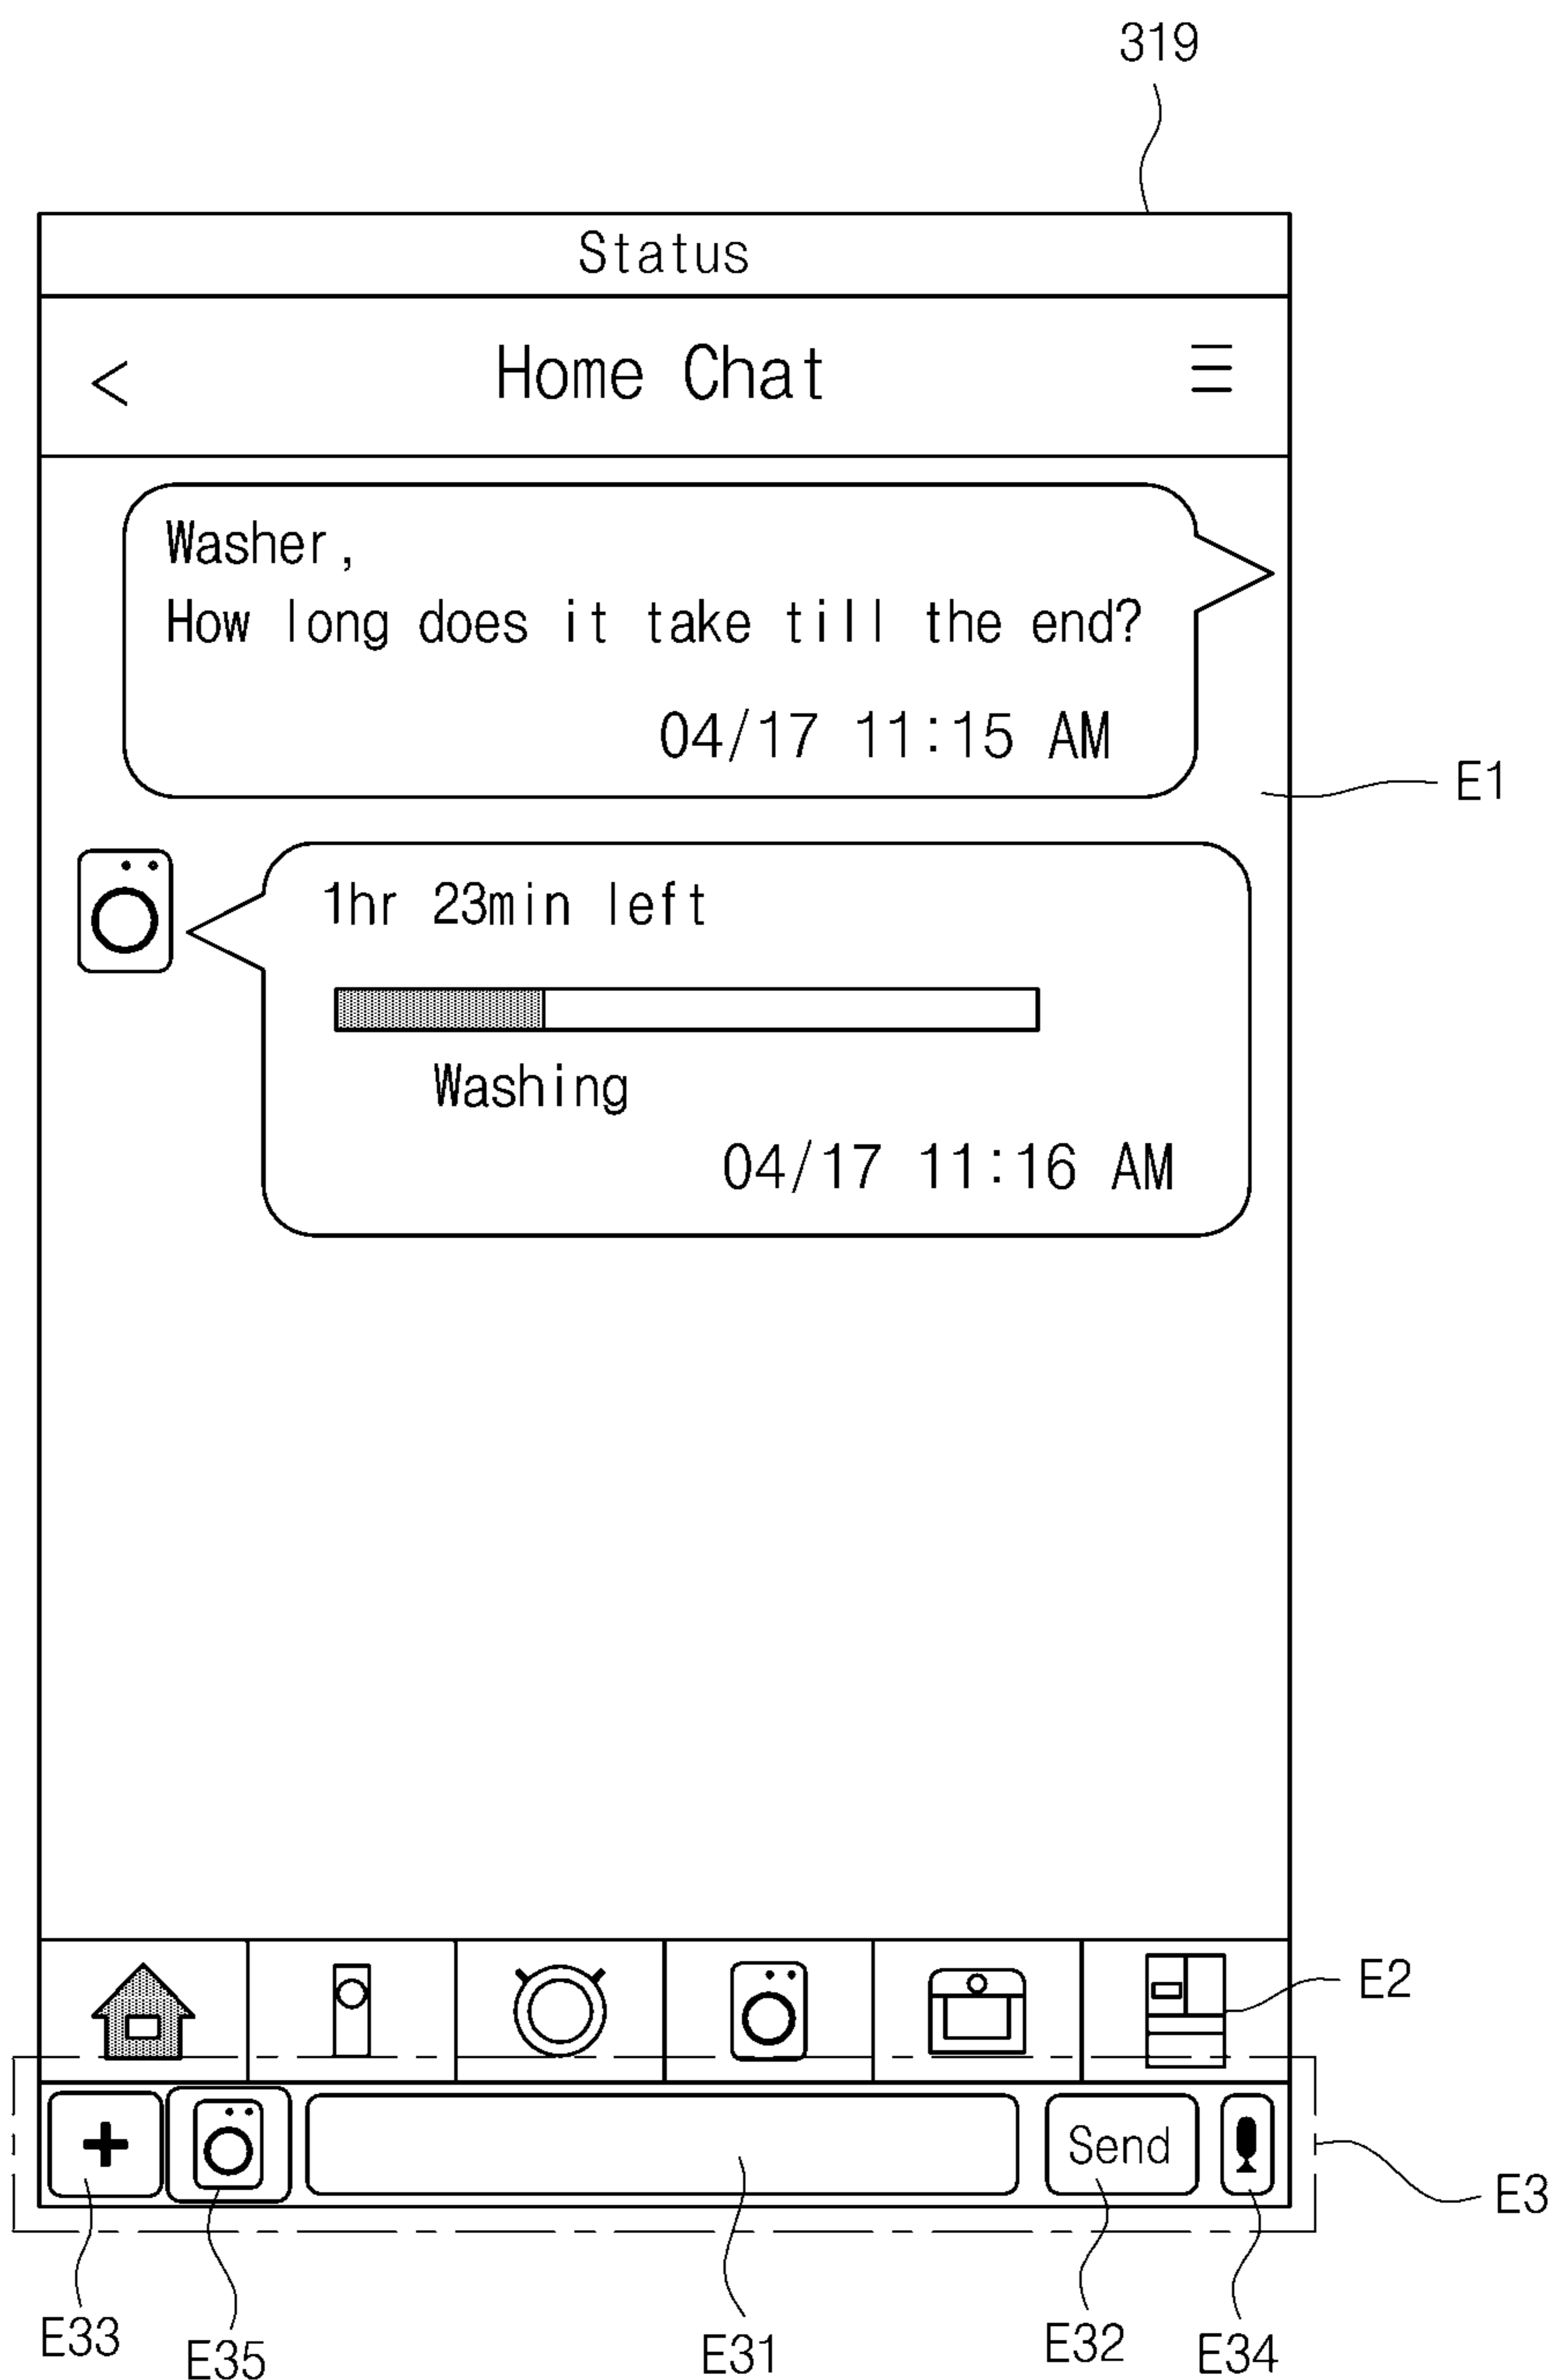 319
Status
< Home Chat
Washer,
How long does it take till the end?
04/17 11:15 AM
E1
1hr 23min left
Washing
04/17 11:16 AM
E2
+
Send
E3
E33
E35
E31
E32
E34